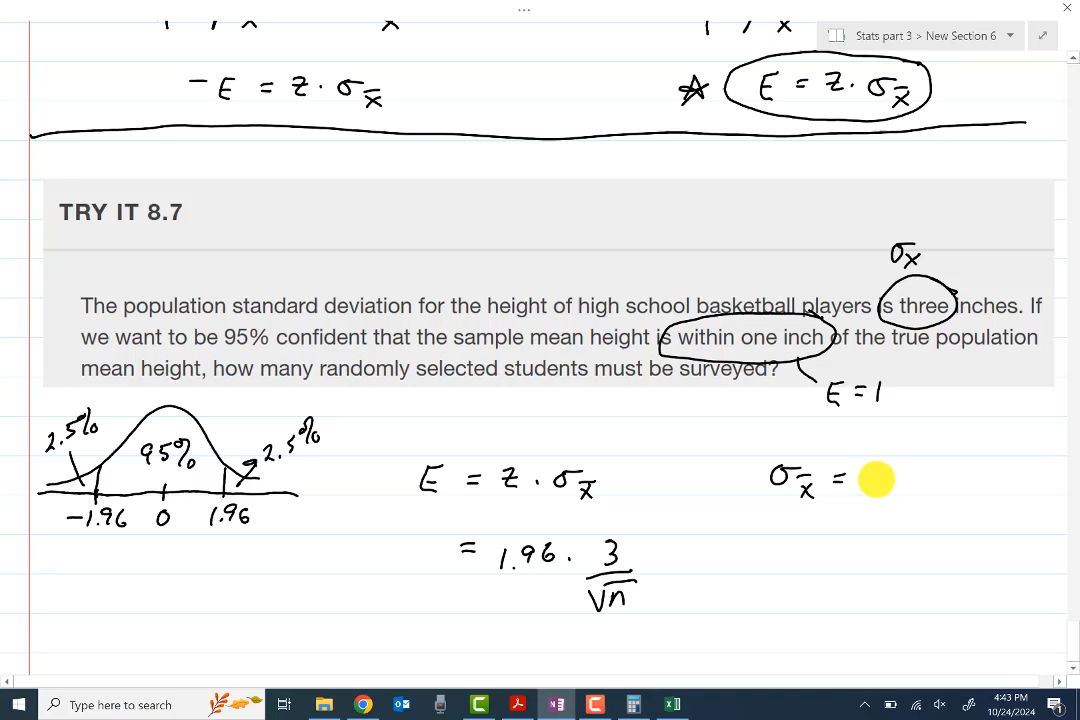 ...
Stats part 3 > New Section 6
−E = z · σx̄
☆ E = z · σx̄
TRY IT 8.7
σx
The population standard deviation for the height of high school basketball players is three inches. If
we want to be 95% confident that the sample mean height is within one inch of the true population
mean height, how many randomly selected students must be surveyed?
E = 1
2.5% 95% 2.5%
−1.96 0 1.96
E = z · σx̄
σx̄ =
= 1.96 · 3/√n
Type here to search
4:43 PM
10/24/2024
1